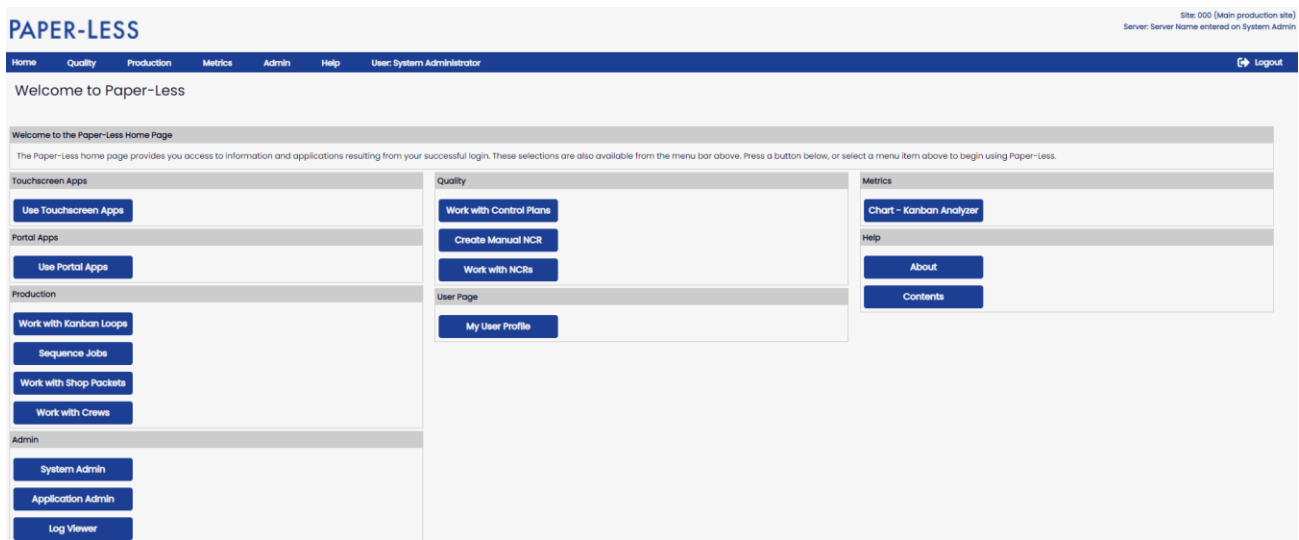 PAPER-LESS
Site: 000 (Main production site)
Server: Server Name entered on System Admin
Home Quality Production Metrics Admin Help User: System Administrator Logout
Welcome to Paper-Less
Welcome to the Paper-Less Home Page
The Paper-Less home page provides you access to information and applications resulting from your successful login. These selections are also available from the menu bar above. Press a button below, or select a menu item above to begin using Paper-Less.
Touchscreen Apps
Use Touchscreen Apps
Portal Apps
Use Portal Apps
Production
Work with Kanban Loops
Sequence Jobs
Work with Shop Packets
Work with Crews
Admin
System Admin
Application Admin
Log Viewer
Quality
Work with Control Plans
Create Manual NCR
Work with NCRs
User Page
My User Profile
Metrics
Chart - Kanban Analyzer
Help
About
Contents